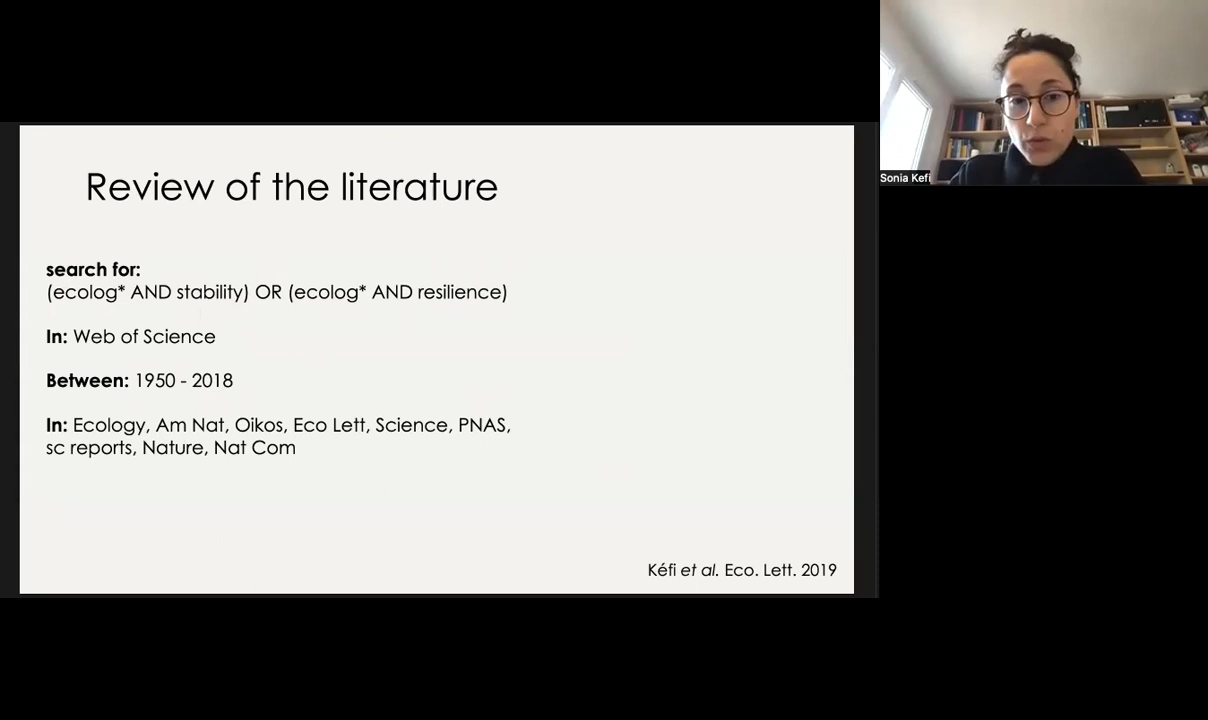 Review of the literature
search for:
(ecolog* AND stability) OR (ecolog* AND resilience)
In: Web of Science
Between: 1950 - 2018
In: Ecology, Am Nat, Oikos, Eco Lett, Science, PNAS,
sc reports, Nature, Nat Com
Kéfi et al. Eco. Lett. 2019
Sonia Kefi